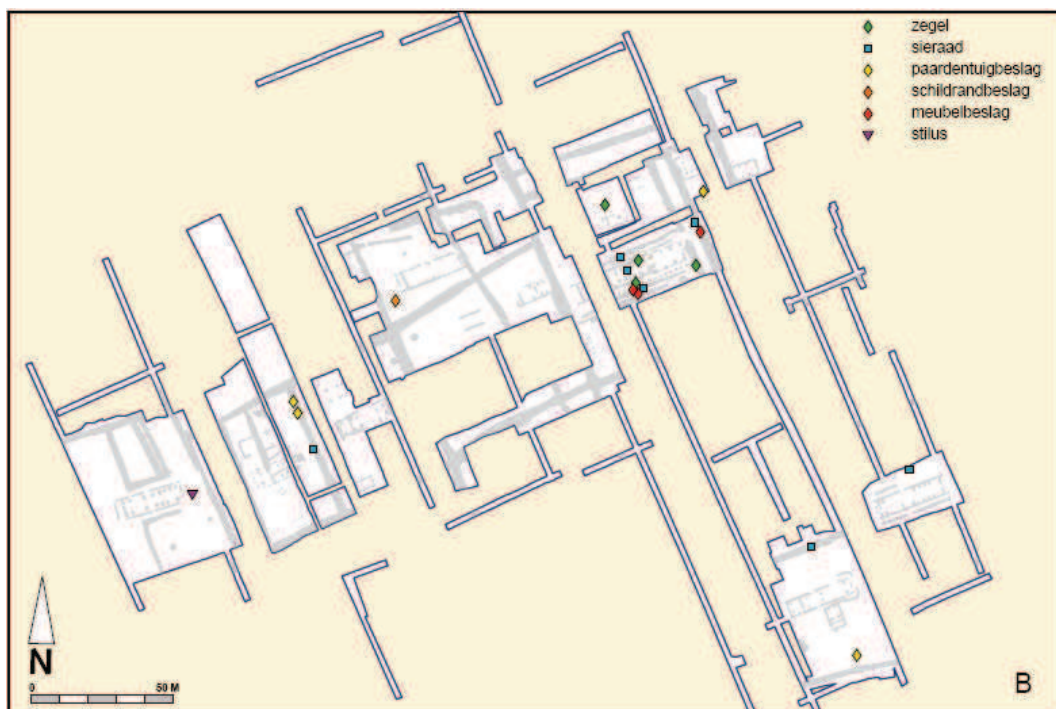 zegel
sieraad
paardentuigbeslag
schildrandbeslag
meubelbeslag
stilus
N
0 50 M
B